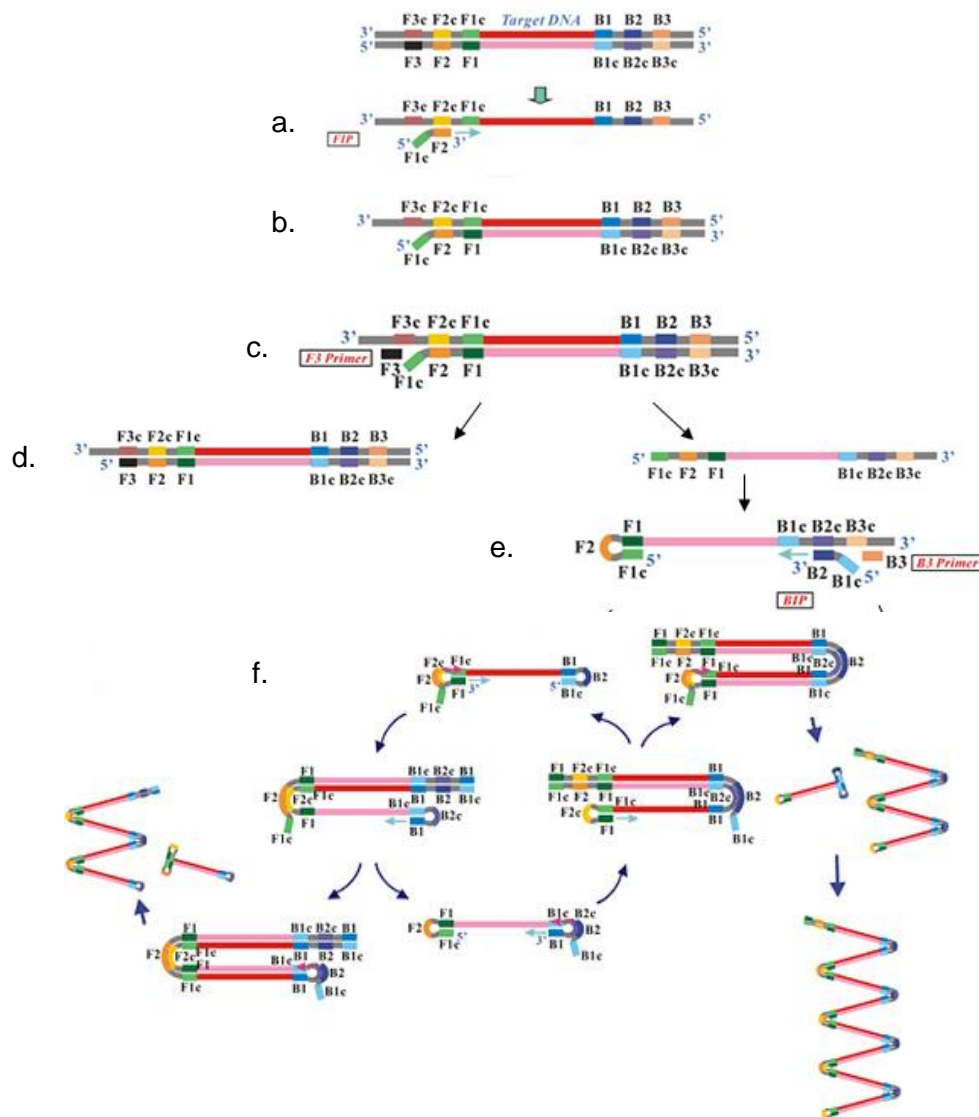 F3c F2c F1c Target DNA B1 B2 B3
3’ 5’
5’ 3’
F3 F2 F1 B1c B2c B3c
a.
F3c F2c F1c B1 B2 B3
3’ 5’
FIP
5’ F2 3’
F1c
b.
F3c F2c F1c B1 B2 B3
3’ 5’
5’ 3’
F1c F2 F1 B1c B2c B3c
c.
F3c F2c F1c B1 B2 B3
3’ 5’
F3 Primer 3’
F3 F1c F2 F1 B1c B2c B3c
d.
F3c F2c F1c B1 B2 B3
3’ 5’
5’ 3’
F3 F2 F1 B1c B2c B3c
5’ 3’
F1c F2 F1 B1c B2c B3c
e.
F1 B1c B2c B3c
F2 3’
F1c 5’ 3’ B2 B1c 5’ B3 B3 Primer
BIP
f.
F2c F1c B1
F2 F1 3’ 5’ B1c B2
F1c
F1 F2c F1c B1
F1c F2 F1 F1c B1c B2c B2
B1
F1c B1c
F1 B1c B2c B1
F2 F2c F1c B1c B1 B2 B1c
F1 B2c
F1c B1
F1 F2c F1c B1
F1c F2 F1 F1c B1c B2c B2
B1
F2c F1 B1
B1c
F1 B1c B2c
F2 B2
F1c 5’ 3’ B1
B1c
F1 B1c B2c B1
F2 F2c F1c F1 B1c B1 B2 B1c
B2
F1c B1 B1c